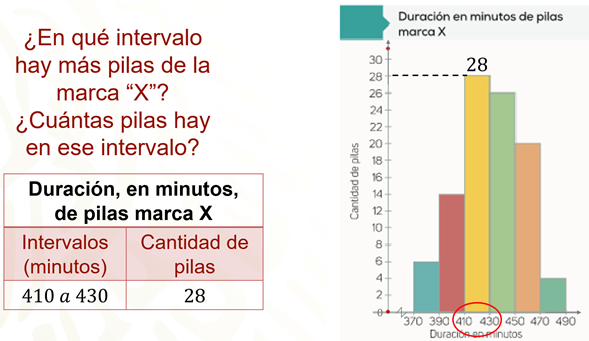 ¿En qué intervalo
hay más pilas de la
marca “X”?
¿Cuántas pilas hay
en ese intervalo?
Duración, en minutos,
de pilas marca X
Intervalos
(minutos)
Cantidad de
pilas
410 a 430
28
Duración en minutos de pilas
marca X
Cantidad de pilas
30
28
26
24
22
20
18
16
14
12
10
8
6
4
2
0
28
370 390 410 430 450 470 490
Duración en minutos